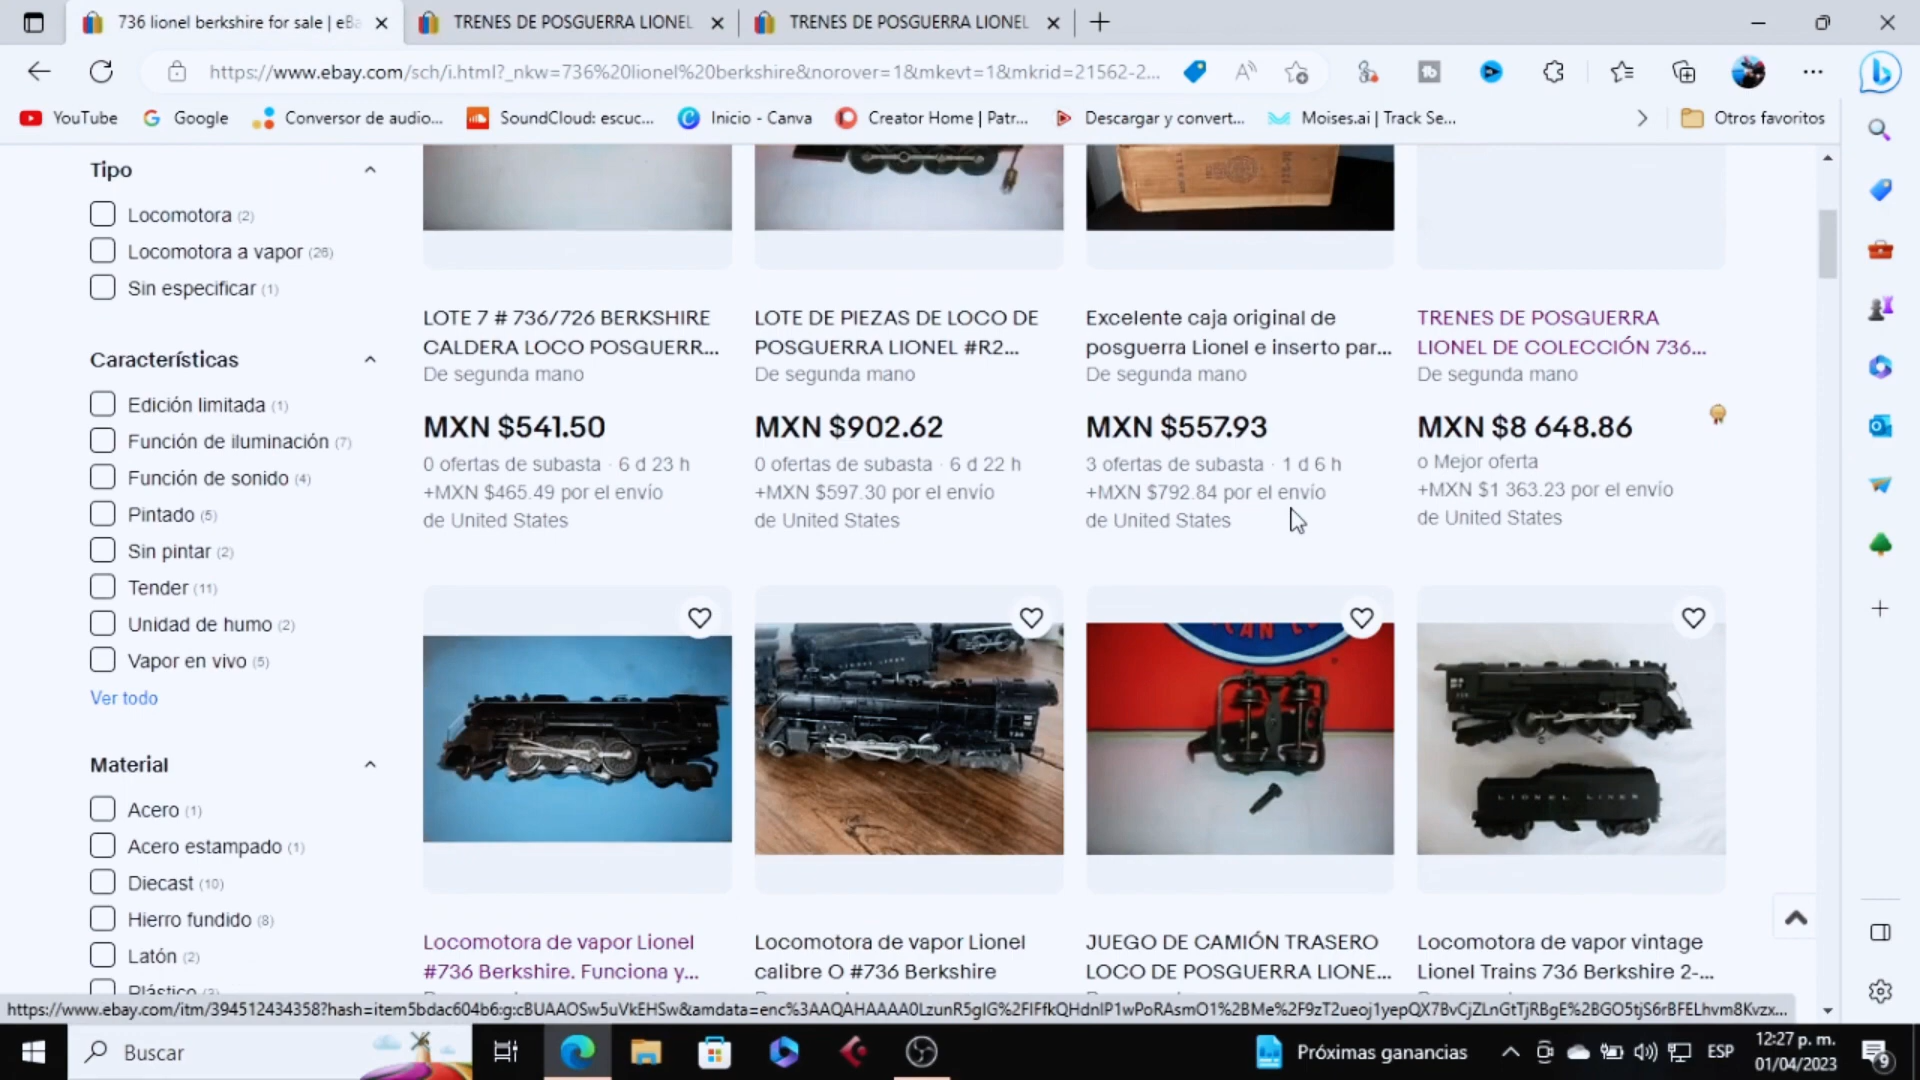 736 lionel berkshire for sale | eBa
TRENES DE POSGUERRA LIONEL
TRENES DE POSGUERRA LIONEL
https://www.ebay.com/sch/i.html?_nkw=736%20lionel%20berkshire&norover=1&mkevt=1&mkrid=21562-2...
YouTube
Google
Conversor de audio...
SoundCloud: escuc...
Inicio - Canva
Creator Home | Patr...
Descargar y convert...
Moises.ai | Track Se...
Otros favoritos
Tipo
Locomotora (2)
Locomotora a vapor (26)
Sin especificar (1)
Características
Edición limitada (1)
Función de iluminación (7)
Función de sonido (4)
Pintado (5)
Sin pintar (2)
Tender (11)
Unidad de humo (2)
Vapor en vivo (5)
Ver todo
Material
Acero (1)
Acero estampado (1)
Diecast (10)
Hierro fundido (8)
Latón (2)
Plástico
LOTE 7 # 736/726 BERKSHIRE
CALDERA LOCO POSGUERR...
De segunda mano
MXN $541.50
0 ofertas de subasta · 6 d 23 h
+MXN $465.49 por el envío
de United States
LOTE DE PIEZAS DE LOCO DE
POSGUERRA LIONEL #R2...
De segunda mano
MXN $902.62
0 ofertas de subasta · 6 d 22 h
+MXN $597.30 por el envío
de United States
Excelente caja original de
posguerra Lionel e inserto par...
De segunda mano
MXN $557.93
3 ofertas de subasta · 1 d 6 h
+MXN $792.84 por el envío
de United States
TRENES DE POSGUERRA
LIONEL DE COLECCIÓN 736...
De segunda mano
MXN $8 648.86
o Mejor oferta
+MXN $1 363.23 por el envío
de United States
LIONEL LINES
Locomotora de vapor Lionel
#736 Berkshire. Funciona y...
Locomotora de vapor Lionel
calibre O #736 Berkshire
JUEGO DE CAMIÓN TRASERO
LOCO DE POSGUERRA LIONE...
Locomotora de vapor vintage
Lionel Trains 736 Berkshire 2-...
Buscar
Próximas ganancias
ESP
12:27 p. m.
01/04/2023
9